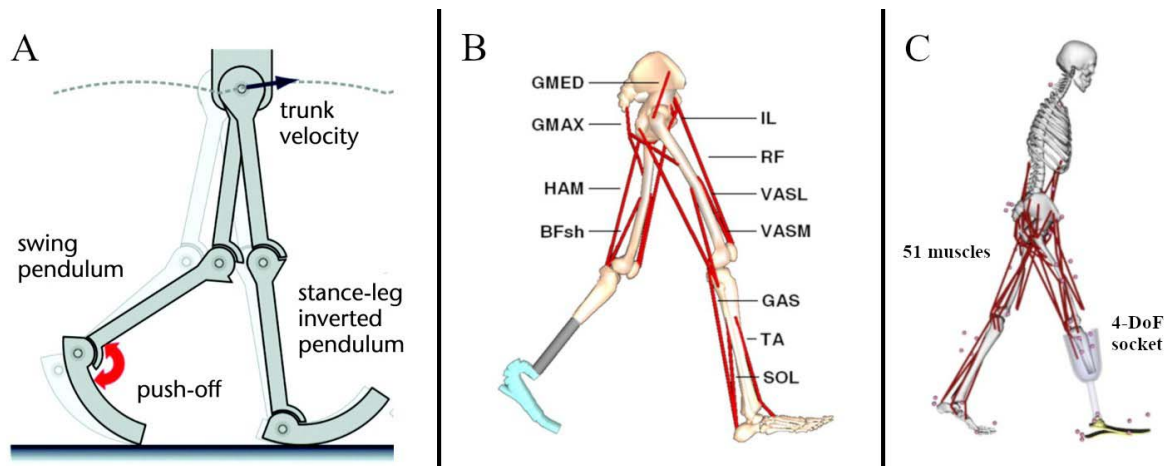 A
trunk
velocity
swing
pendulum
stance-leg
inverted
pendulum
push-off
B
GMED
GMAX
HAM
BFsh
IL
RF
VASL
VASM
GAS
TA
SOL
C
51 muscles
4-DoF
socket